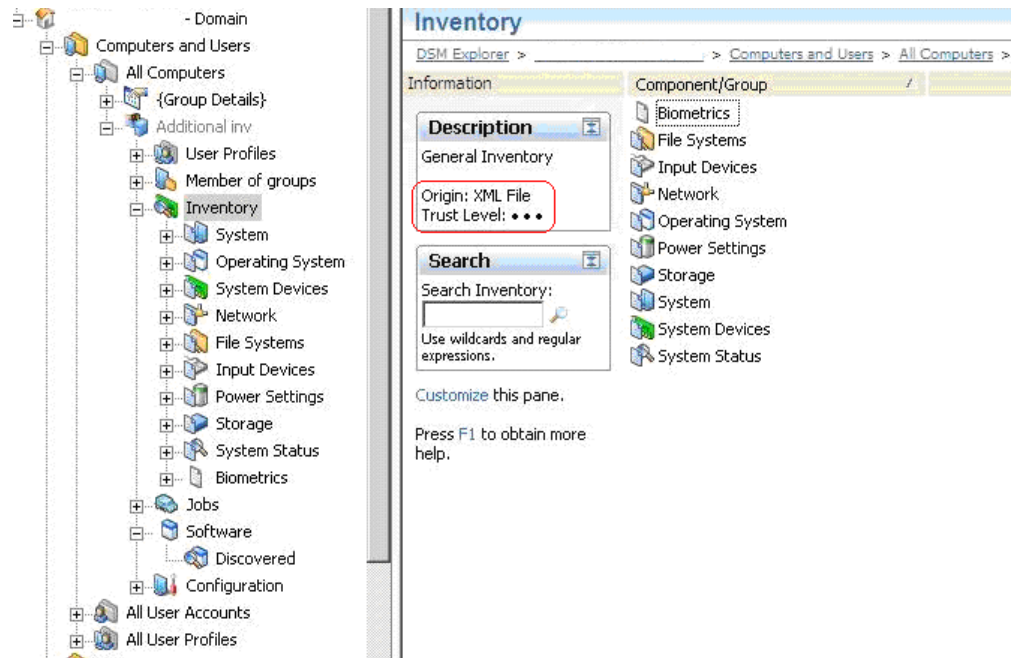 - Domain
Computers and Users
All Computers
{Group Details}
Additional inv
User Profiles
Member of groups
Inventory
System
Operating System
System Devices
Network
File Systems
Input Devices
Power Settings
Storage
System Status
Biometrics
Jobs
Software
Discovered
Configuration
All User Accounts
All User Profiles
Inventory
DSM Explorer > > Computers and Users > All Computers >
Information
Description
General Inventory
Origin: XML File
Trust Level: •••
Search
Search Inventory:
Use wildcards and regular
expressions.
Customize this pane.
Press F1 to obtain more
help.
Component/Group /
Biometrics
File Systems
Input Devices
Network
Operating System
Power Settings
Storage
System
System Devices
System Status